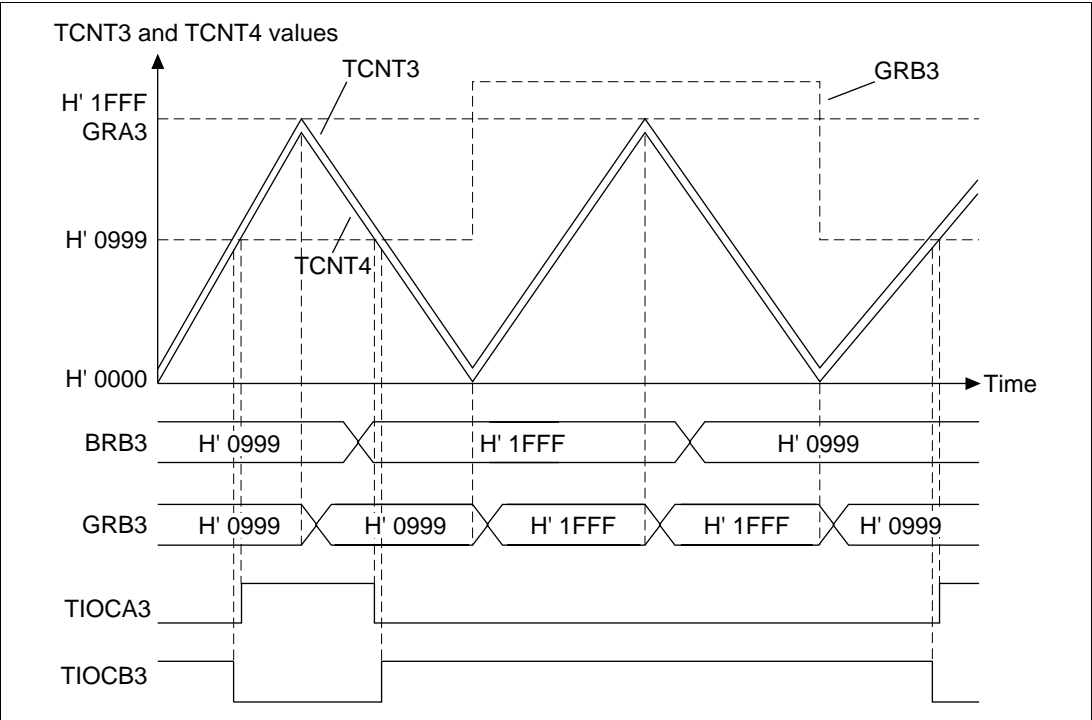 TCNT3 and TCNT4 values
TCNT3
GRB3
H' 1FFF
GRA3
H' 0999
TCNT4
H' 0000
Time
BRB3 H' 0999 H' 1FFF H' 0999
GRB3 H' 0999 H' 0999 H' 1FFF H' 1FFF H' 0999
TIOCA3
TIOCB3